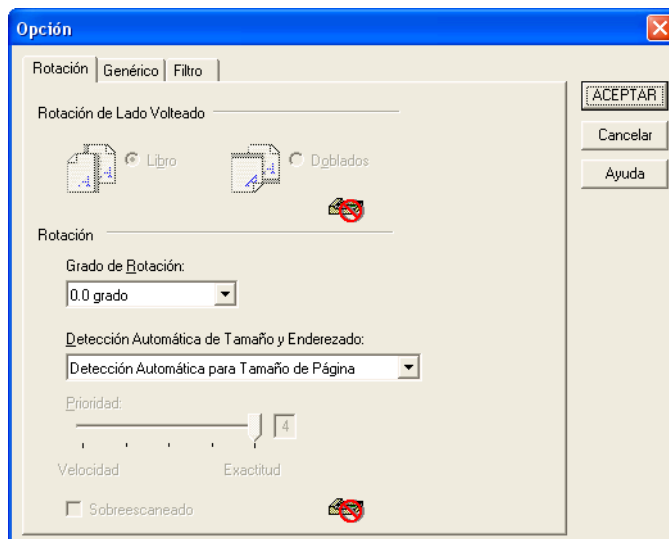 Opción
Rotación Genérico Filtro
ACEPTAR
Cancelar
Ayuda
Rotación de Lado Volteado
Libro Doblados
Rotación
Grado de Rotación:
0.0 grado
Detección Automática de Tamaño y Enderezado:
Detección Automática para Tamaño de Página
Prioridad:
4
Velocidad Exactitud
Sobreescaneado